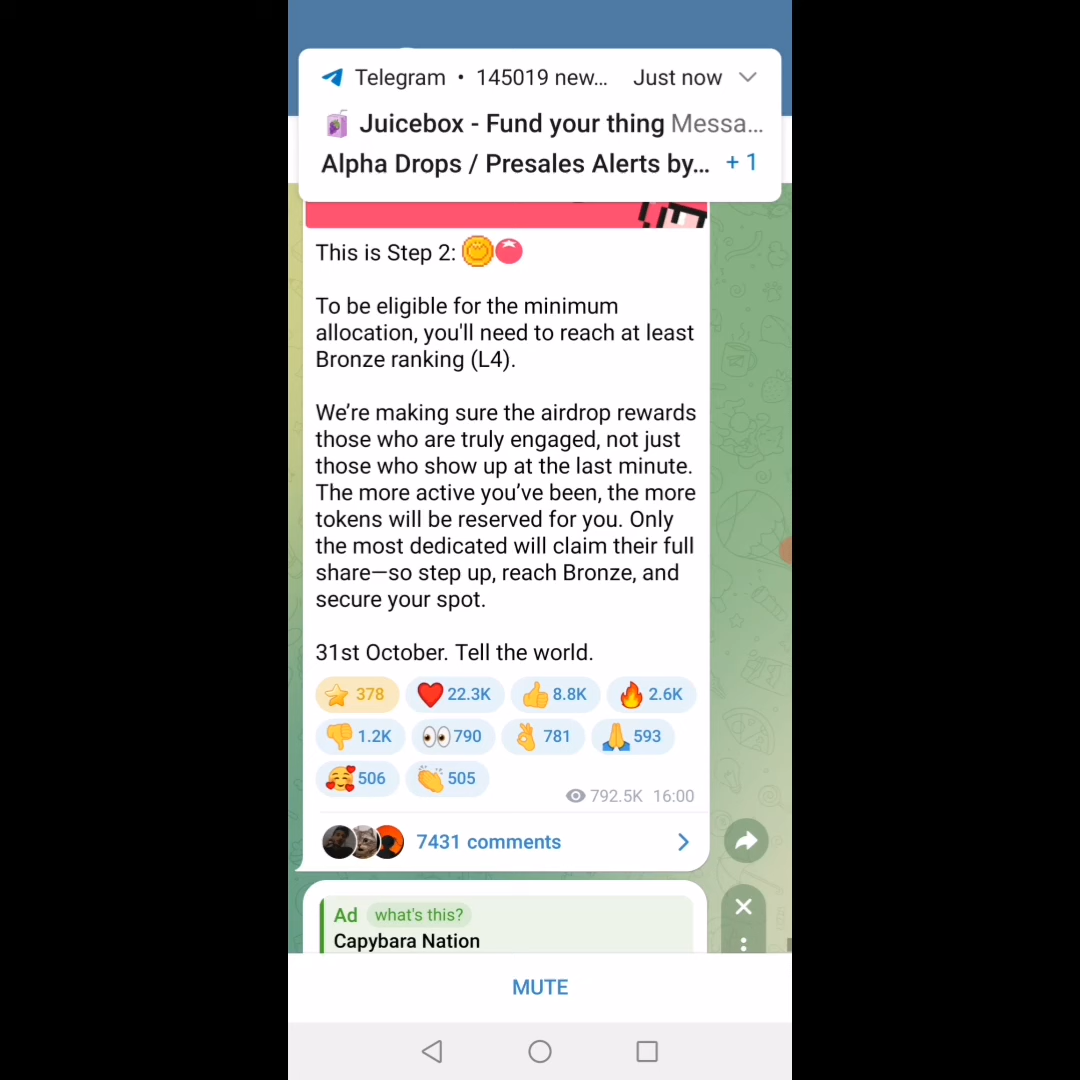 Telegram • 145019 new... Just now
Juicebox - Fund your thing Messa...
Alpha Drops / Presales Alerts by... + 1
This is Step 2:
To be eligible for the minimum
allocation, you'll need to reach at least
Bronze ranking (L4).
We’re making sure the airdrop rewards
those who are truly engaged, not just
those who show up at the last minute.
The more active you’ve been, the more
tokens will be reserved for you. Only
the most dedicated will claim their full
share—so step up, reach Bronze, and
secure your spot.
31st October. Tell the world.
378 22.3K 8.8K 2.6K
1.2K 790 781 593
506 505
792.5K 16:00
7431 comments
Ad what's this?
Capybara Nation
MUTE